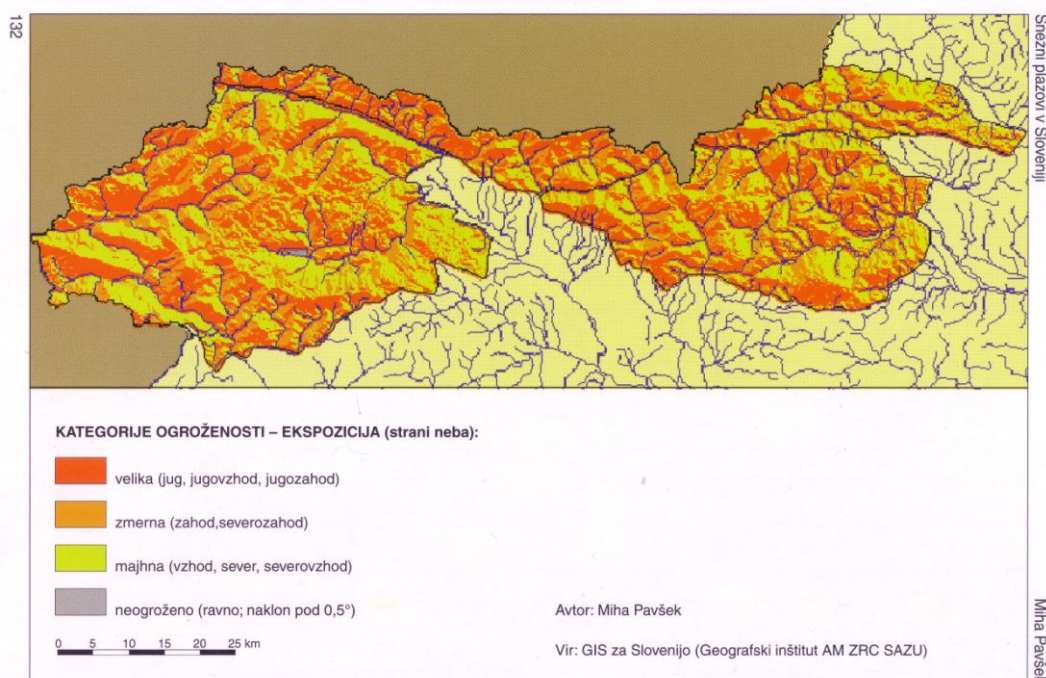 132
Snežni plazovi v Sloveniji
KATEGORIJE OGROŽENOSTI – EKSPOZICIJA (strani neba):
velika (jug, jugovzhod, jugozahod)
zmerna (zahod,severozahod)
majhna (vzhod, sever, severovzhod)
neogroženo (ravno; naklon pod 0,5°)
0 5 10 15 20 25 km
Avtor: Miha Pavšek
Vir: GIS za Slovenijo (Geografski inštitut AM ZRC SAZU)
Miha Pavšek